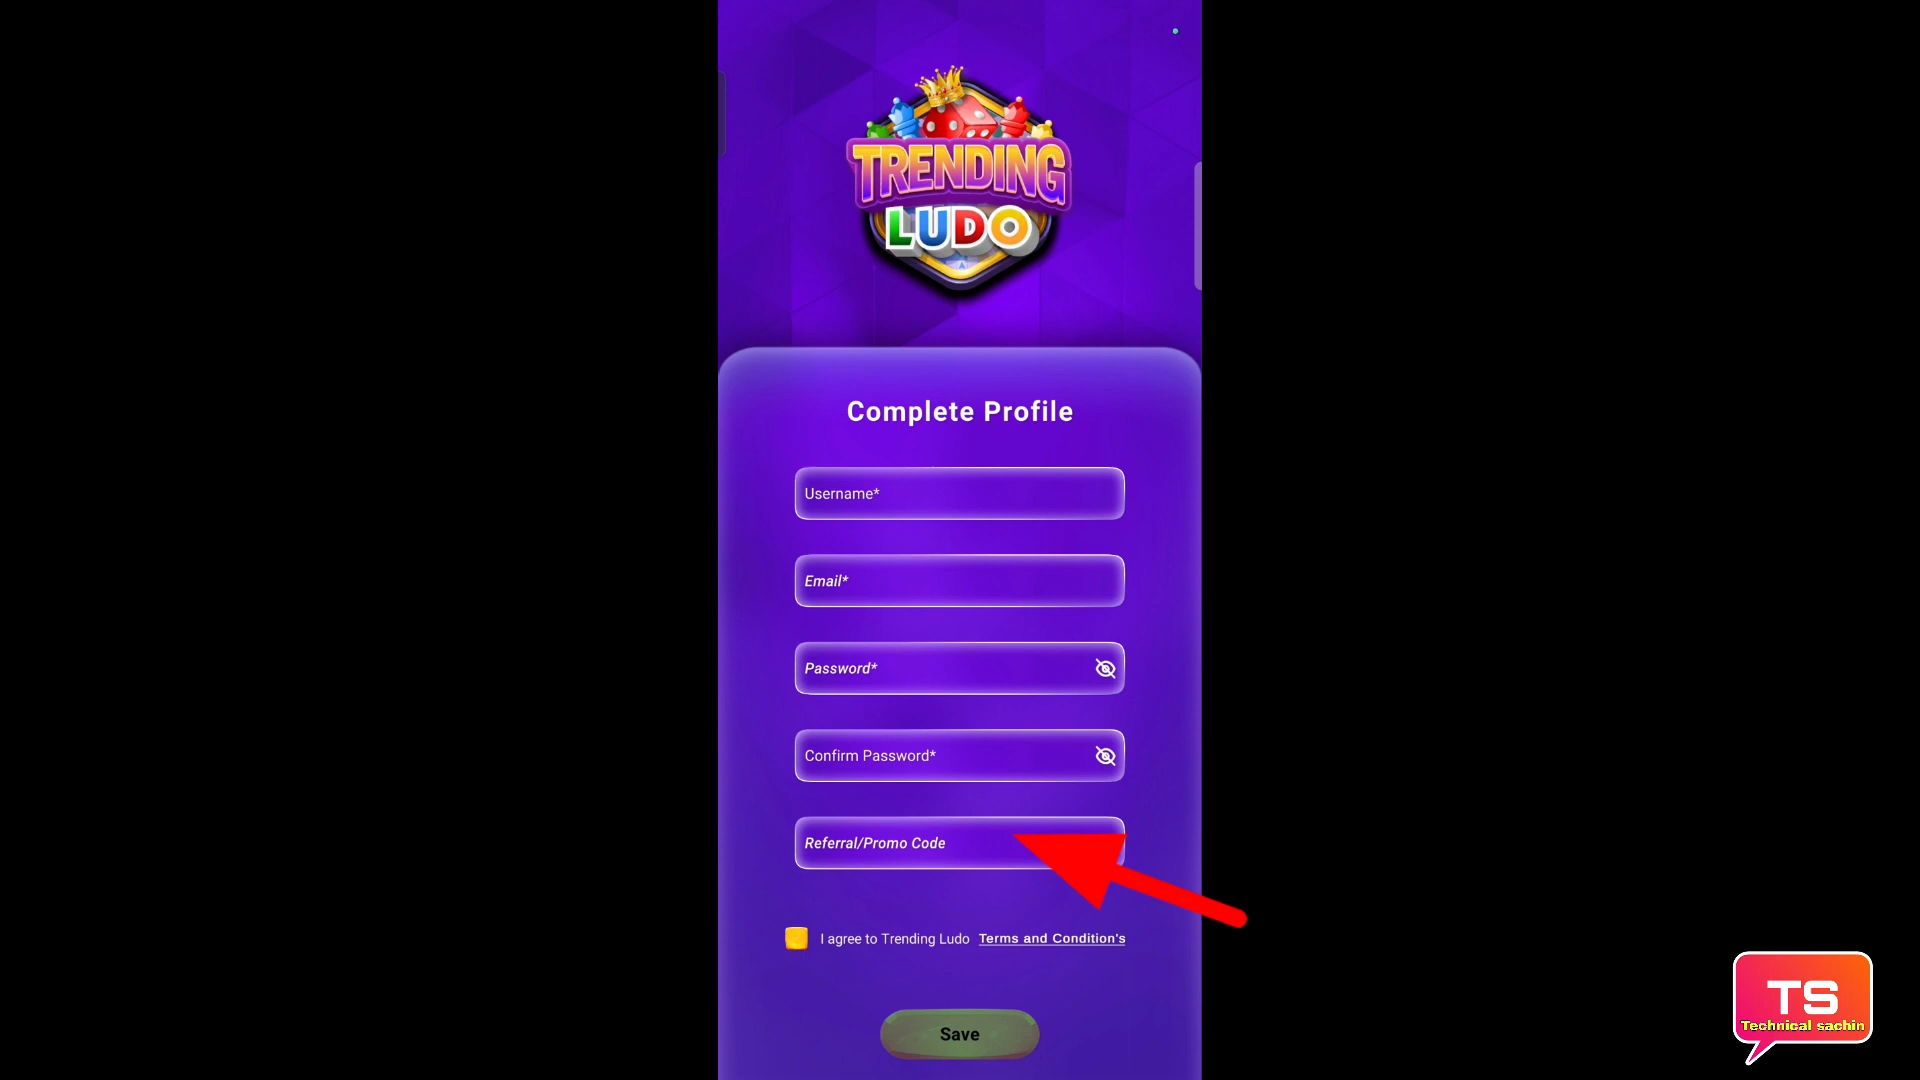 TRENDING
LUDO
Complete Profile
Username*
Email*
Password*
Confirm Password*
Referral/Promo Code
I agree to Trending Ludo Terms and Condition's
Save
TS
Technical sachin